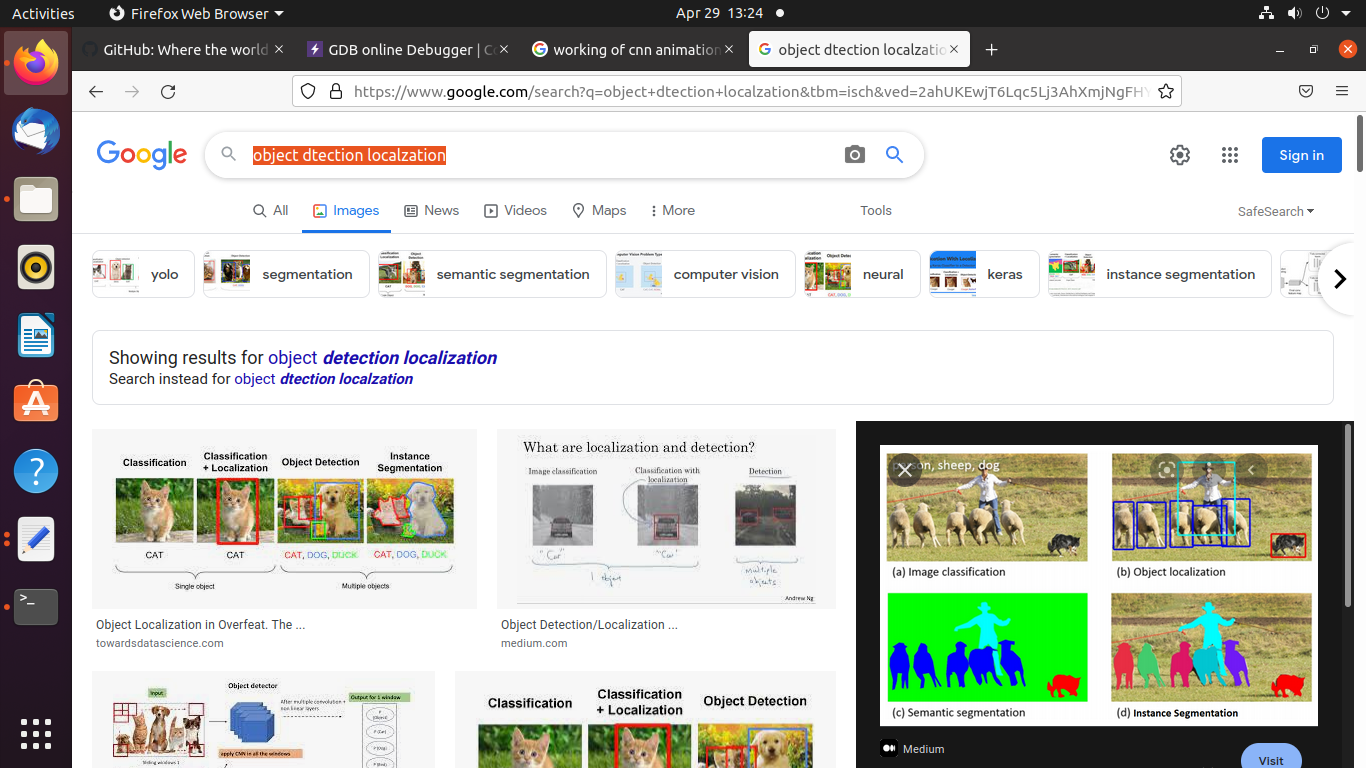 Activities
Firefox Web Browser
Apr 29 13:24
GitHub: Where the world
GDB online Debugger | Co
working of cnn animation
object dtection localzatio
https://www.google.com/search?q=object+dtection+localzation&tbm=isch&ved=2ahUKEwjT6Lqc5Lj3AhXmjNgFHY
Google
object dtection localzation
Sign in
All
Images
News
Videos
Maps
More
Tools
SafeSearch
yolo
segmentation
semantic segmentation
computer vision
neural
keras
instance segmentation
Showing results for object detection localization
Search instead for object dtection localzation
Classification
Classification + Localization
Object Detection
Instance Segmentation
CAT
CAT
CAT, DOG, DUCK
CAT, DOG, DUCK
Single object
Multiple objects
Object Localization in Overfeat. The ...
towardsdatascience.com
What are localization and detection?
Image classification
Classification with localization
Detection
"Car"
"Car"
1 object
multiple objects
Andrew Ng
Object Detection/Localization ...
medium.com
person, sheep, dog
(a) Image classification
(b) Object localization
(c) Semantic segmentation
(d) Instance Segmentation
Medium
Visit
Input
Object detector
After multiple convolution + non linear layers
Output for 1 window
P (Object)
P (Cat)
P (Dog)
apply CNN in all the windows
Sliding windows 1
Classification
Classification + Localization
Object Detection